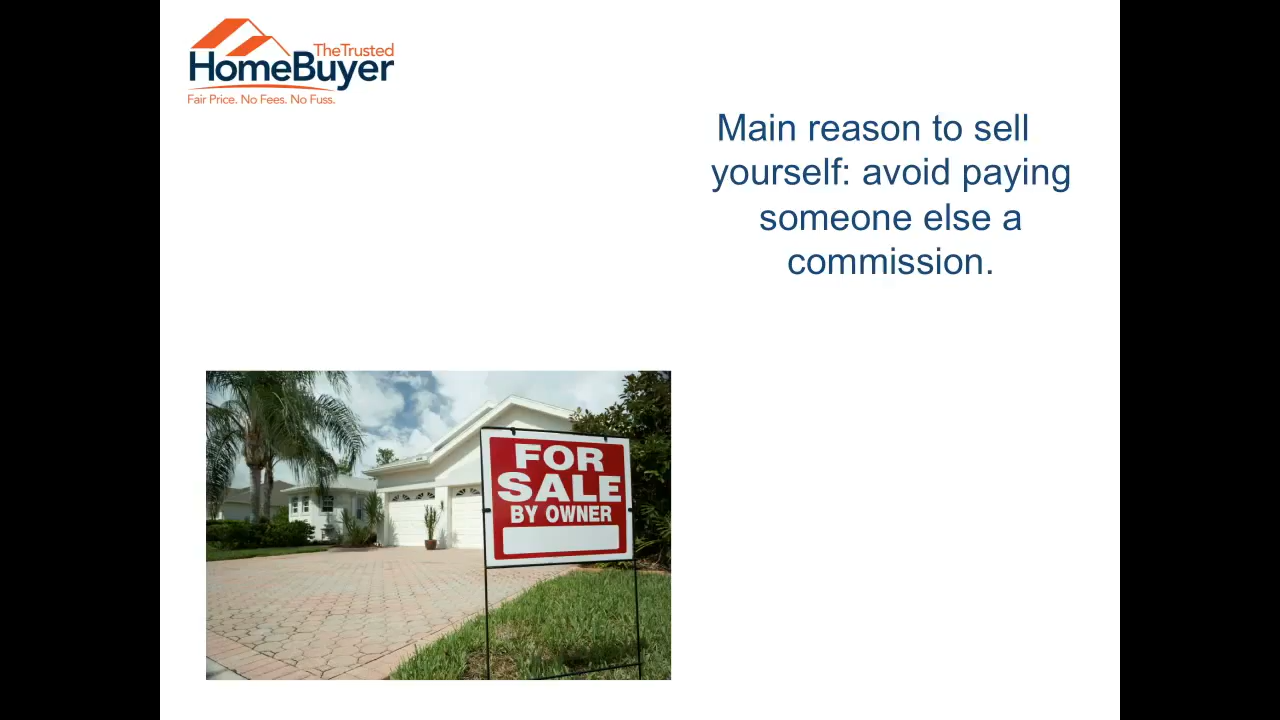 TheTrusted
HomeBuyer
Fair Price. No Fees. No Fuss.
Main reason to sell
yourself: avoid paying
someone else a
commission.
FOR
SALE
BY OWNER